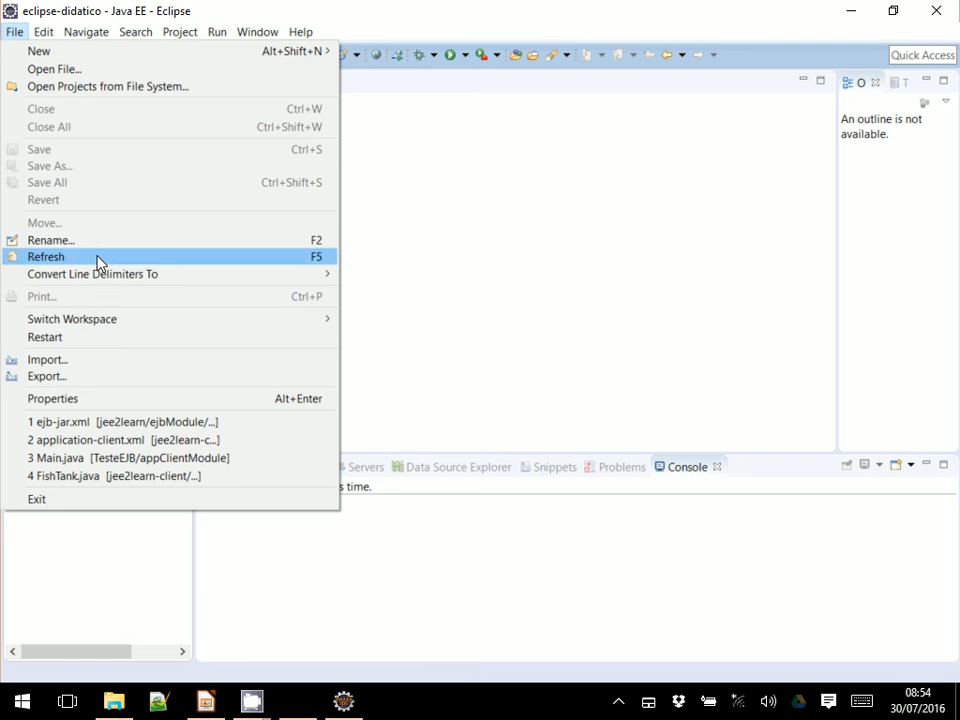 eclipse-didatico - Java EE - Eclipse
File Edit Navigate Search Project Run Window Help
New Alt+Shift+N
Open File...
Open Projects from File System...
Close Ctrl+W
Close All Ctrl+Shift+W
Save Ctrl+S
Save As...
Save All Ctrl+Shift+S
Revert
Move...
Rename... F2
Refresh F5
Convert Line Delimiters To
Print... Ctrl+P
Switch Workspace
Restart
Import...
Export...
Properties Alt+Enter
1 ejb-jar.xml [jee2learn/ejbModule/...]
2 application-client.xml [jee2learn-c...]
3 Main.java [TesteEJB/appClientModule]
4 FishTank.java [jee2learn-client/...]
Exit
Quick Access
O T
An outline is not
available.
Servers Data Source Explorer Snippets Problems Console
s time.
08:54
30/07/2016